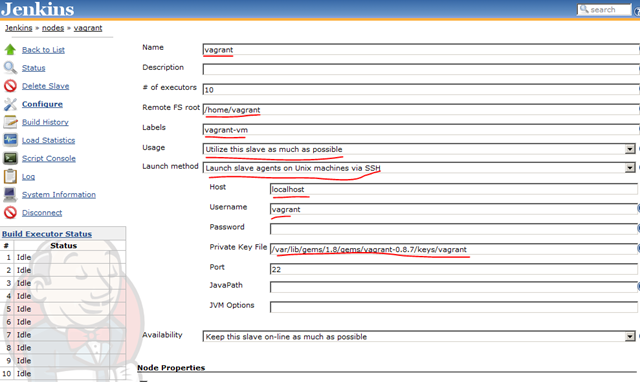 Jenkins
search
Jenkins » nodes » vagrant
Back to List
Status
Delete Slave
Configure
Build History
Load Statistics
Script Console
Log
System Information
Disconnect
Build Executor Status
# Status
1 Idle
2 Idle
3 Idle
4 Idle
5 Idle
6 Idle
7 Idle
8 Idle
9 Idle
10 Idle
Name vagrant
Description
# of executors 10
Remote FS root /home/vagrant
Labels vagrant-vm
Usage Utilize this slave as much as possible
Launch method Launch slave agents on Unix machines via SSH
Host localhost
Username vagrant
Password
Private Key File /var/lib/gems/1.8/gems/vagrant-0.8.7/keys/vagrant
Port 22
JavaPath
JVM Options
Availability Keep this slave on-line as much as possible
Node Properties